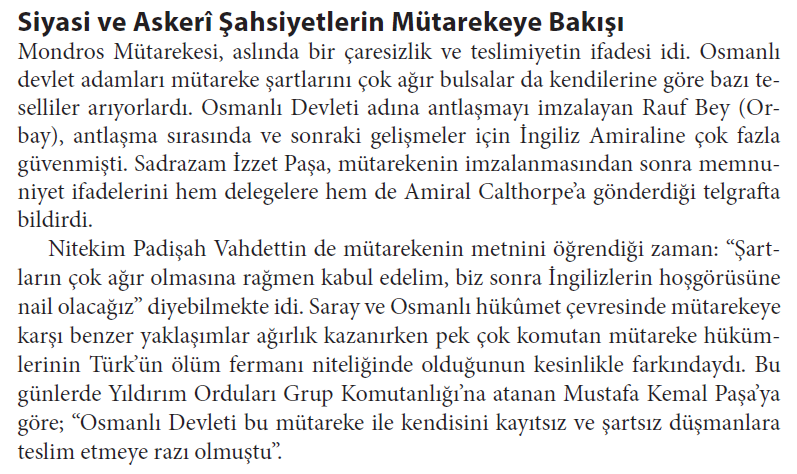 Siyasi ve Askerî Şahsiyetlerin Mütarekeye Bakışı
Mondros Mütarekesi, aslında bir çaresizlik ve teslimiyetin ifadesi idi. Osmanlı
devlet adamları mütareke şartlarını çok ağır bulsalar da kendilerine göre bazı te-
selliler arıyorlardı. Osmanlı Devleti adına antlaşmayı imzalayan Rauf Bey (Or-
bay), antlaşma sırasında ve sonraki gelişmeler için İngiliz Amiraline çok fazla
güvenmişti. Sadrazam İzzet Paşa, mütarekenin imzalanmasından sonra memnu-
niyet ifadelerini hem delegelere hem de Amiral Calthorpe’a gönderdiği telgrafta
bildirdi.
Nitekim Padişah Vahdettin de mütarekenin metnini öğrendiği zaman: “Şart-
ların çok ağır olmasına rağmen kabul edelim, biz sonra İngilizlerin hoşgörüsüne
nail olacağız” diyebilmekte idi. Saray ve Osmanlı hükûmet çevresinde mütarekeye
karşı benzer yaklaşımlar ağırlık kazanırken pek çok komutan mütareke hüküm-
lerinin Türk’ün ölüm fermanı niteliğinde olduğunun kesinlikle farkındaydı. Bu
günlerde Yıldırım Orduları Grup Komutanlığı’na atanan Mustafa Kemal Paşa’ya
göre; “Osmanlı Devleti bu mütareke ile kendisini kayıtsız ve şartsız düşmanlara
teslim etmeye razı olmuştu”.